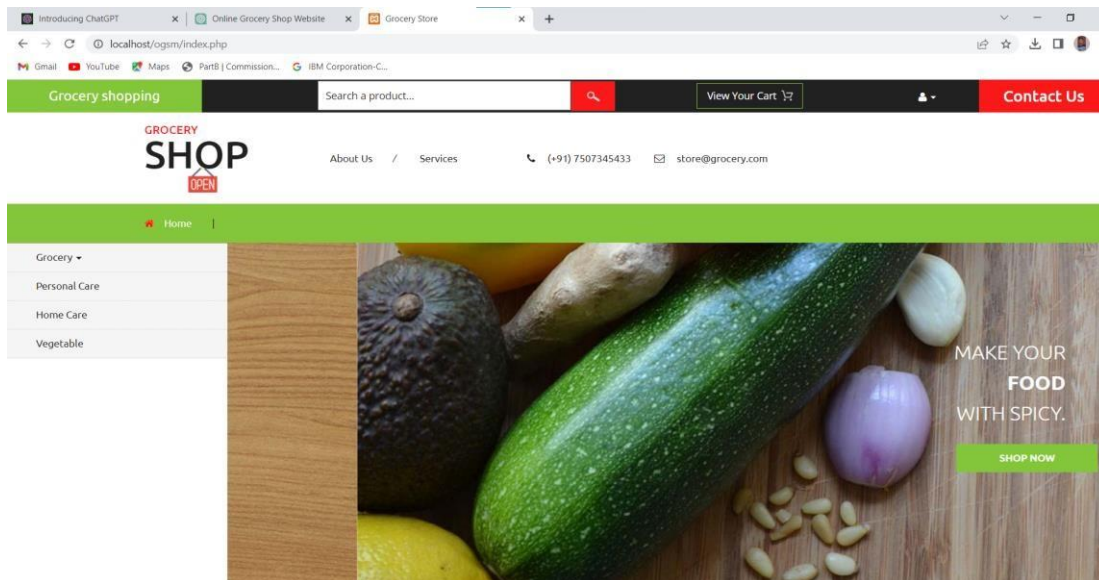 Introducing ChatGPT Online Grocery Shop Website Grocery Store
localhost/ogsm/index.php
Gmail YouTube Maps PartB | Commission... IBM Corporation-C...
Grocery shopping Search a product... View Your Cart Contact Us
GROCERY
SHOP
OPEN
About Us / Services (+91) 7507345433 store@grocery.com
Home |
Grocery
Personal Care
Home Care
Vegetable
MAKE YOUR
FOOD
WITH SPICY.
SHOP NOW